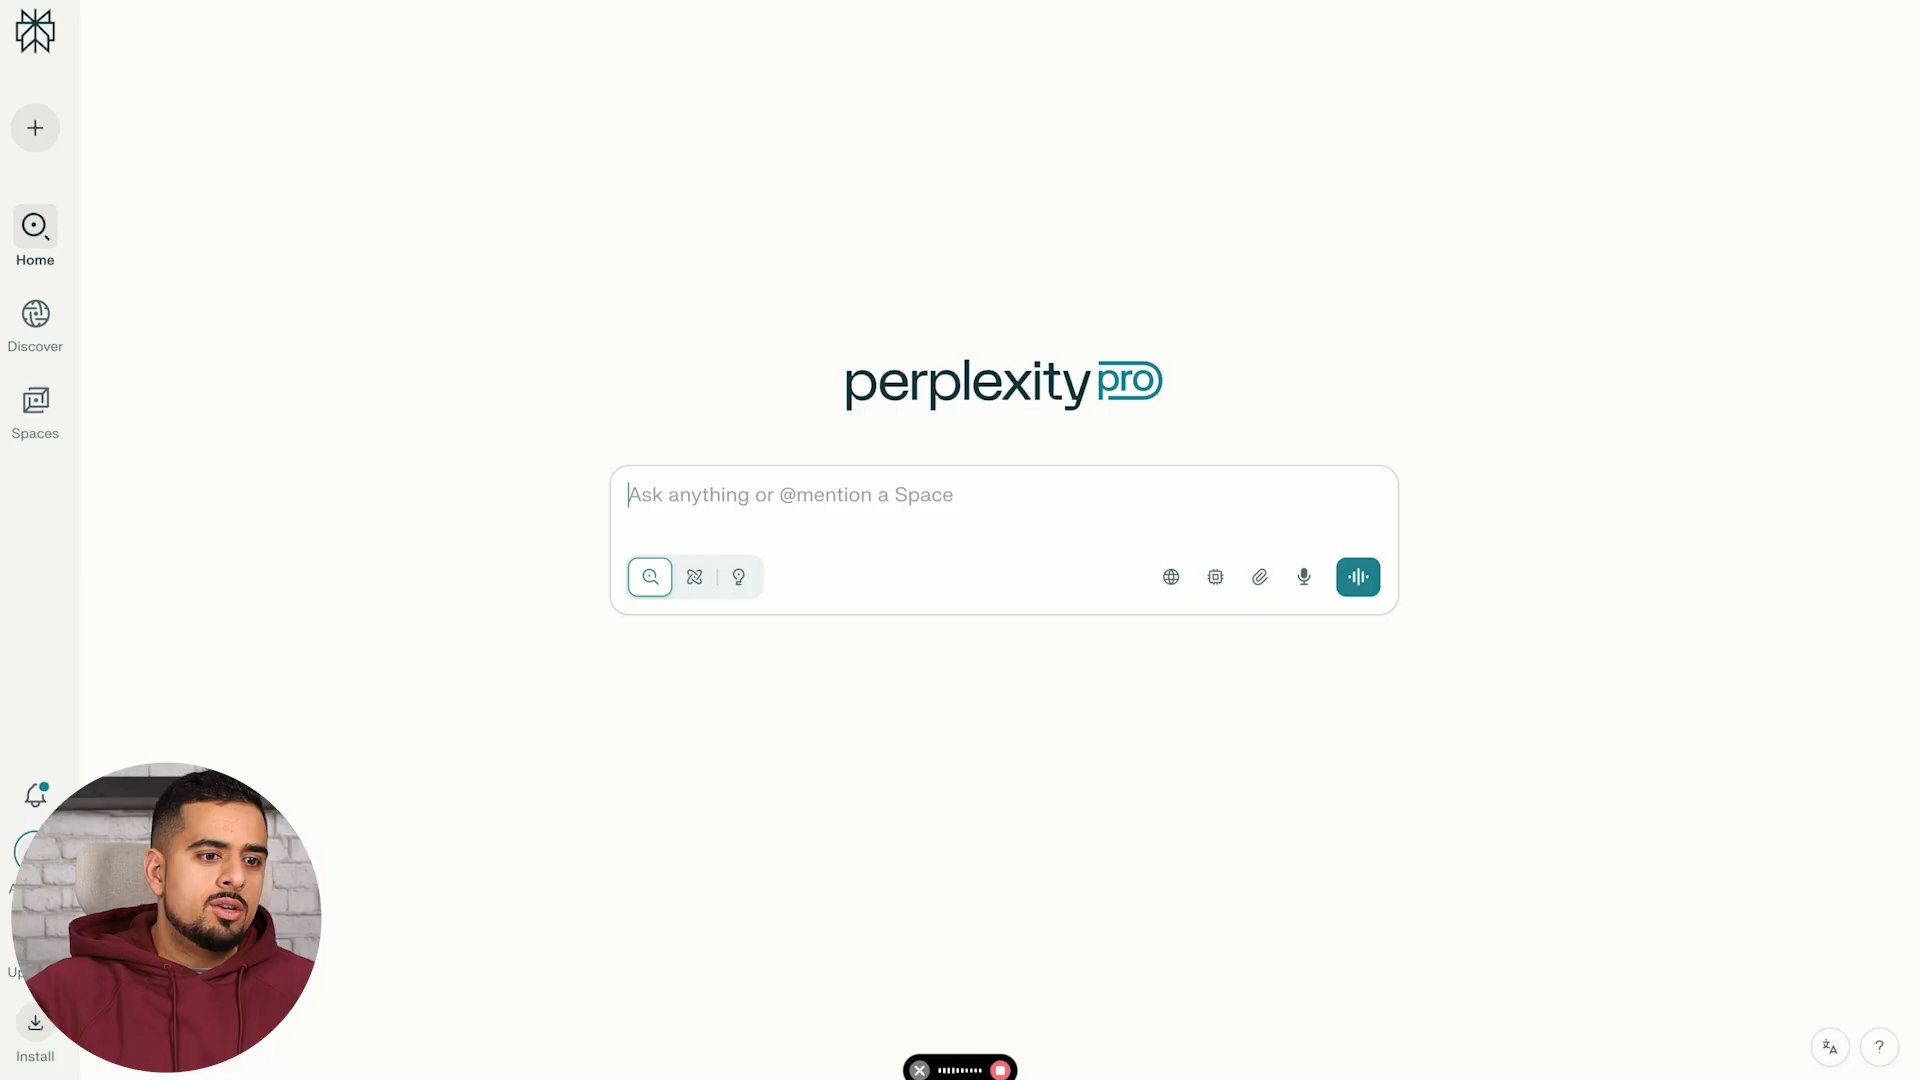 Home
Discover
Spaces
Install
perplexity pro
Ask anything or @mention a Space
?